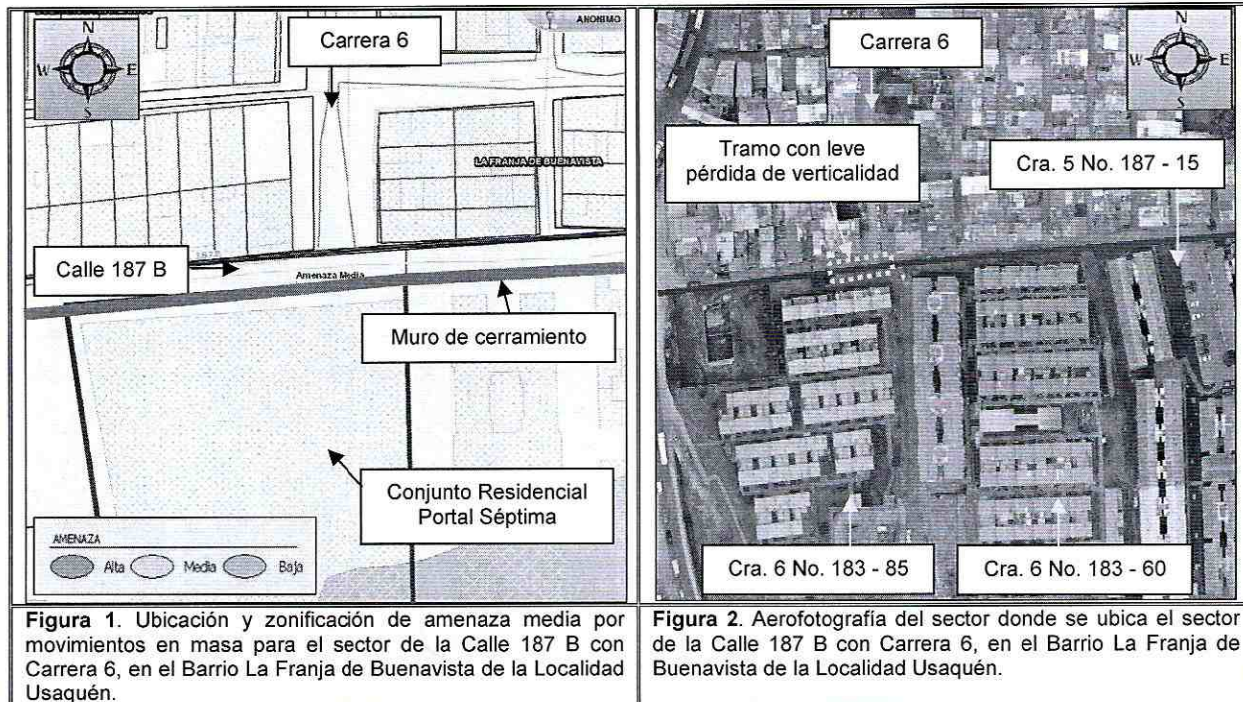 N
W E
S
Carrera 6
ANONIMO
LA FRANJA DE BUENAVISTA
Calle 187 B
Amenaza Media
Muro de cerramiento
Conjunto Residencial
Portal Séptima
AMENAZA
Alta Media Baja
Figura 1. Ubicación y zonificación de amenaza media por
movimientos en masa para el sector de la Calle 187 B con
Carrera 6, en el Barrio La Franja de Buenavista de la Localidad
Usaquén.
Carrera 6
N
W E
S
Tramo con leve
pérdida de verticalidad
Cra. 5 No. 187 - 15
Cra. 6 No. 183 - 85
Cra. 6 No. 183 - 60
Figura 2. Aerofotografía del sector donde se ubica el sector
de la Calle 187 B con Carrera 6, en el Barrio La Franja de
Buenavista de la Localidad Usaquén.